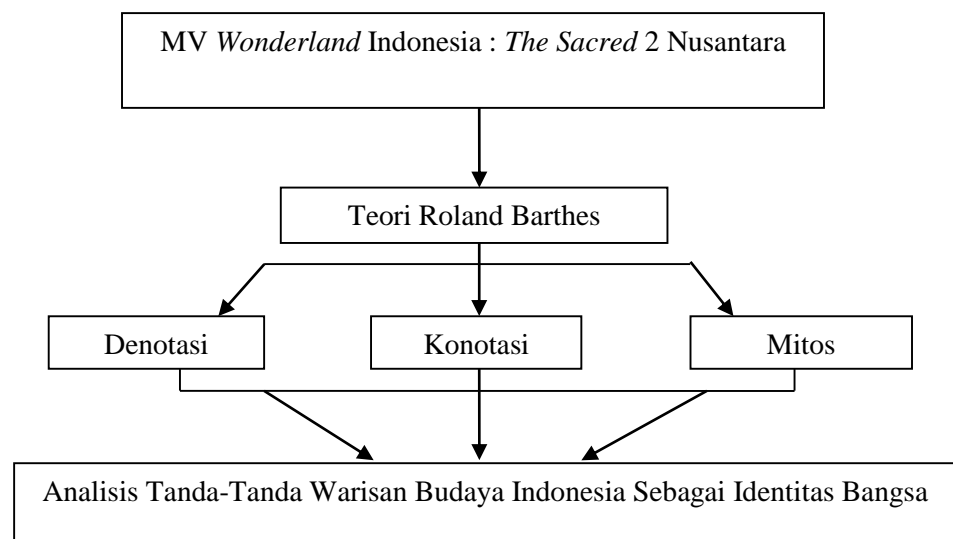 MV Wonderland Indonesia : The Sacred 2 Nusantara
Teori Roland Barthes
Denotasi
Konotasi
Mitos
Analisis Tanda-Tanda Warisan Budaya Indonesia Sebagai Identitas Bangsa